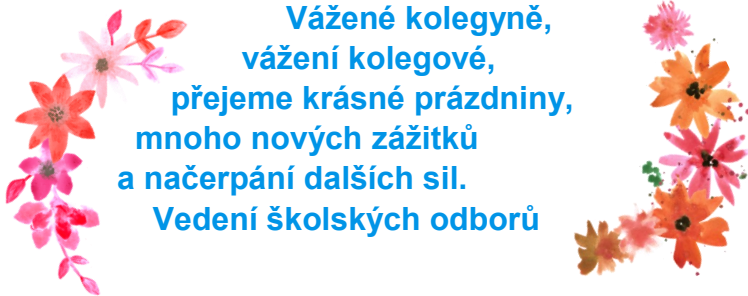 Vážené kolegyně,
vážení kolegové,
přejeme krásné prázdniny,
mnoho nových zážitků
a načerpání dalších sil.
Vedení školských odborů